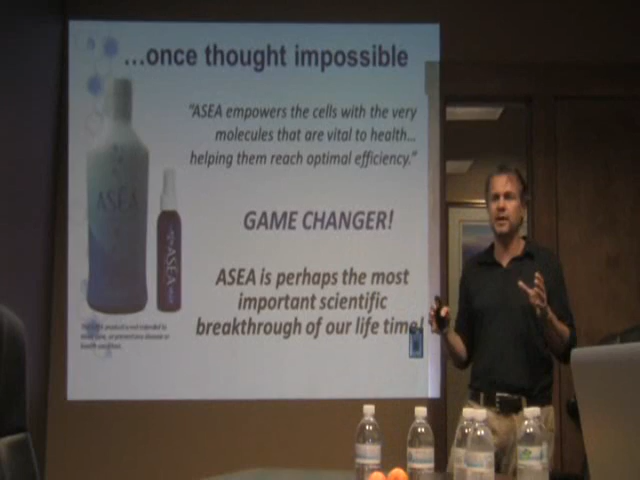 ...once thought impossible
"ASEA empowers the cells with the very
molecules that are vital to health...
helping them reach optimal efficiency."
GAME CHANGER!
ASEA is perhaps the most
important scientific
breakthrough of our life time!
ASEA
ASEA